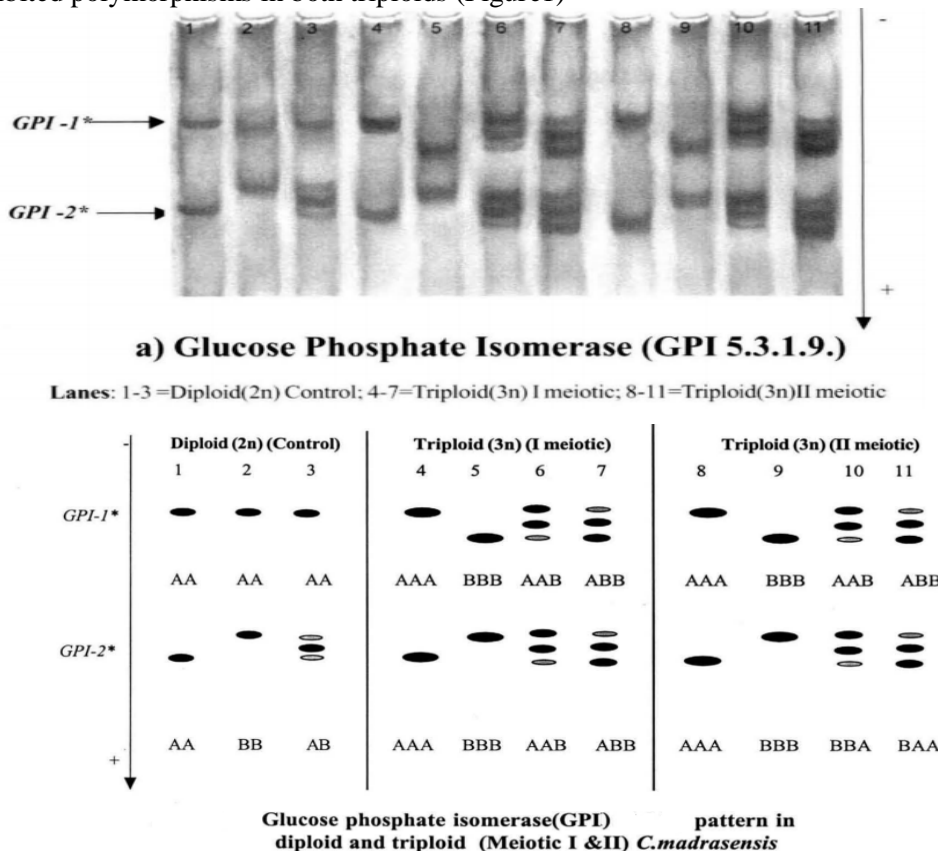 bited polymorphisms in both triploids (Figure1)
-
1 2 3 4 5 6 7 8 9 10 11
GPI -1*
GPI -2*
+
a) Glucose Phosphate Isomerase (GPI 5.3.1.9.)
Lanes: 1-3 =Diploid(2n) Control; 4-7=Triploid(3n) I meiotic; 8-11=Triploid(3n)II meiotic
- Diploid (2n) (Control) Triploid (3n) (I meiotic) Triploid (3n) (II meiotic)
1 2 3 4 5 6 7 8 9 10 11
GPI-1*
AA AA AA AAA BBB AAB ABB AAA BBB AAB ABB
GPI-2*
AA BB AB AAA BBB AAB ABB AAA BBB BBA BAA
+
Glucose phosphate isomerase(GPI) pattern in
diploid and triploid (Meiotic I &II) C.madrasensis